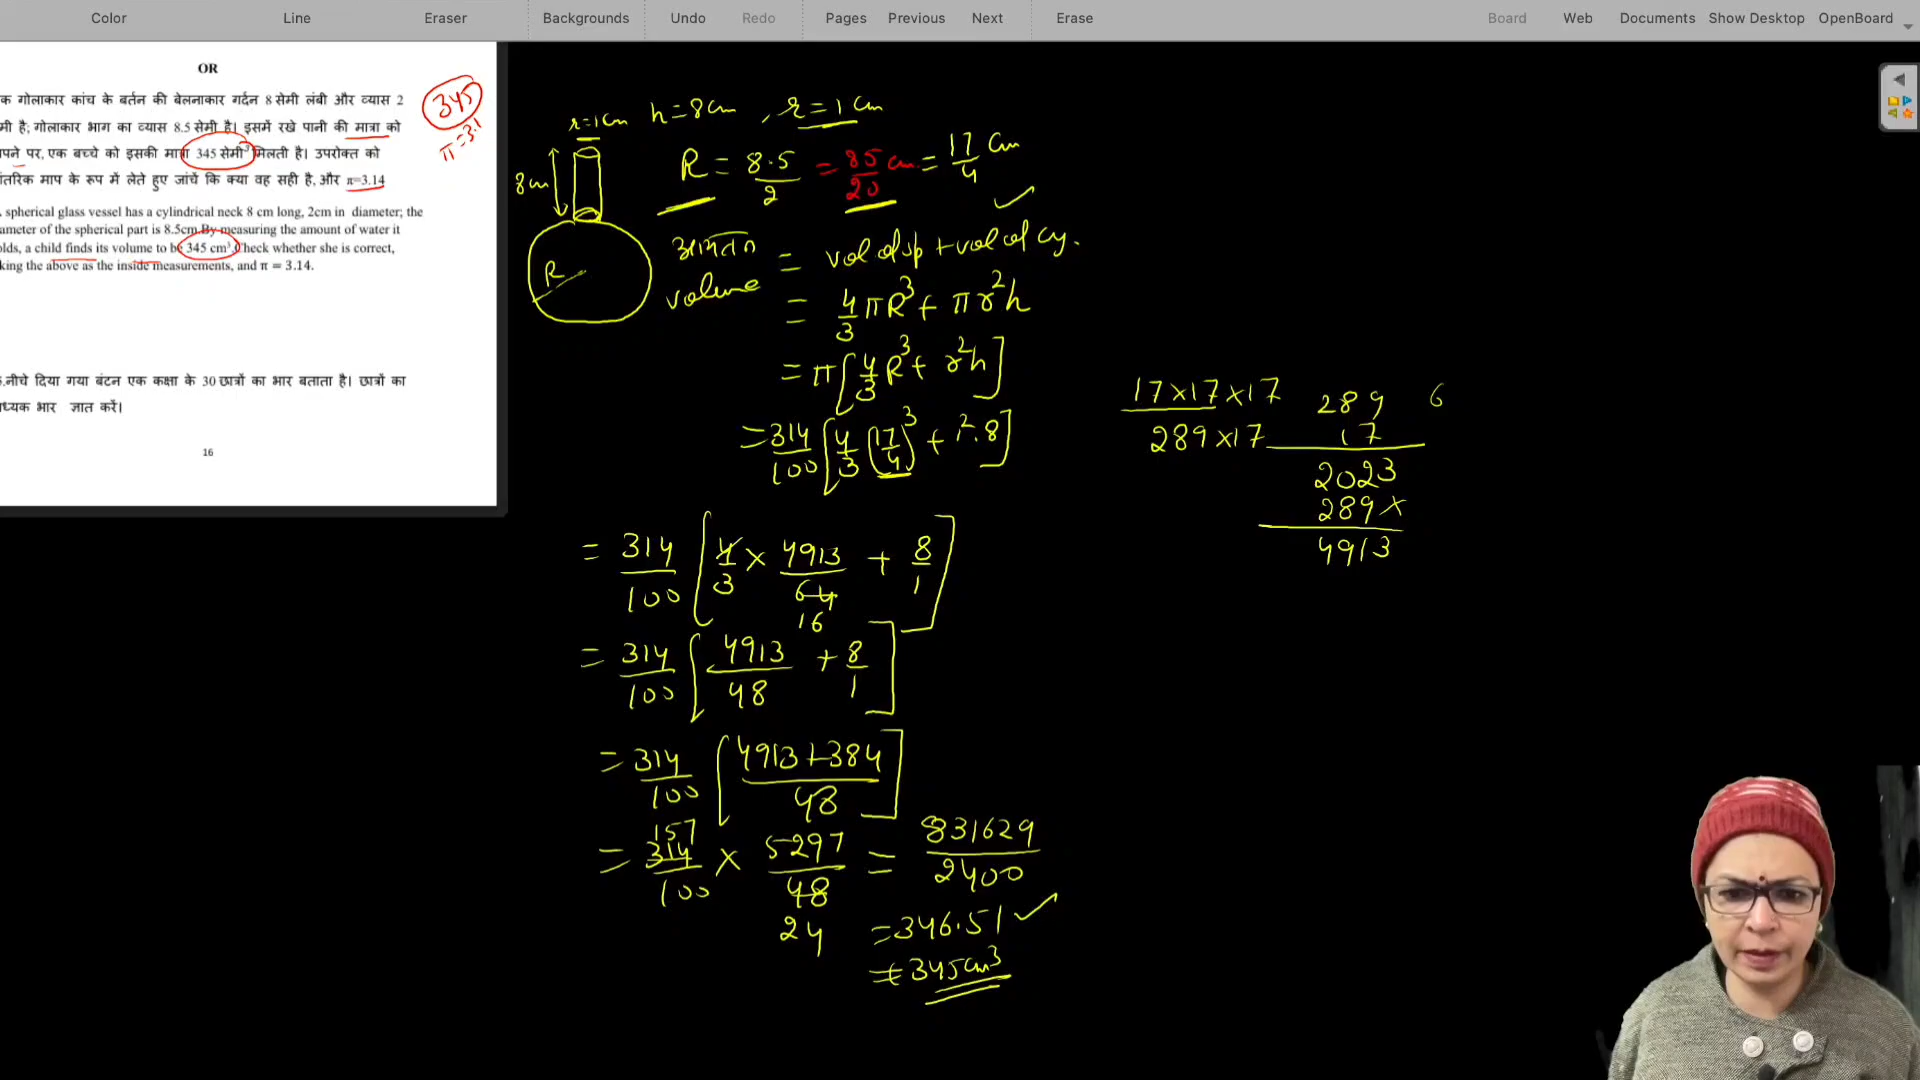 Color Line Eraser Backgrounds Undo Redo Pages Previous Next Erase Board Web Documents Show Desktop OpenBoard
OR
क गोलाकार कांच के बर्तन की बेलनाकार गर्दन 8 सेमी लंबी और व्यास 2
मी है; गोलाकार भाग का व्यास 8.5 सेमी है। इसमें रखे पानी की मात्रा को
पने पर, एक बच्चे को इसकी मात्रा 345 सेमी³ मिलती है। उपरोक्त को
तरिक माप के रूप में लेते हुए जांचें कि क्या वह सही है, और π=3.14
spherical glass vessel has a cylindrical neck 8 cm long, 2cm in diameter; the
ameter of the spherical part is 8.5cm.By measuring the amount of water it
olds, a child finds its volume to be 345 cm³. Check whether she is correct,
king the above as the inside measurements, and π = 3.14.
.नीचे दिया गया बंटन एक कक्षा के 30 छात्रों का भार बताता है। छात्रों का
ध्यक भार ज्ञात करें।
16
345
π=3.1
r=1cm h=8cm , r=1cm
8cm
R
R = 8.5/2 = 85/20 cm = 17/4 cm
volume = vol of sp + vol of cy.
= 4/3 πR³ + πr²h
= π[4/3 R³ + r²h]
= 314/100 [4/3 (17/4)³ + 1².8]
= 314/100 [4/3 × 4913/64 + 8/1]
16
= 314/100 [4913/48 + 8/1]
= 314/100 [4913+384/48]
157
= 314/100 × 5297/48 = 831629/2400
24
= 346.51
≠ 345cm³
17×17×17
289×17
289 6
17
2023
289×
4913